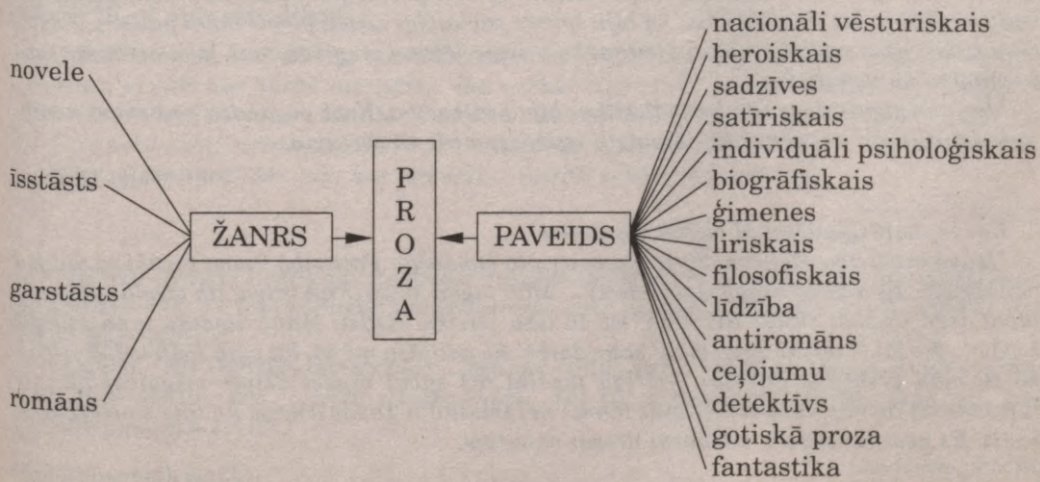 novele
īsstāsts
garstāsts
romāns
ŽANRS
P
R
O
Z
A
PAVEIDS
nacionāli vēsturiskais
heroiskais
sadzīves
satīriskais
individuāli psiholoģiskais
biogrāfiskais
ģimenes
liriskais
filosofiskais
līdzība
antiromāns
ceļojumu
detektīvs
gotiskā proza
fantastika